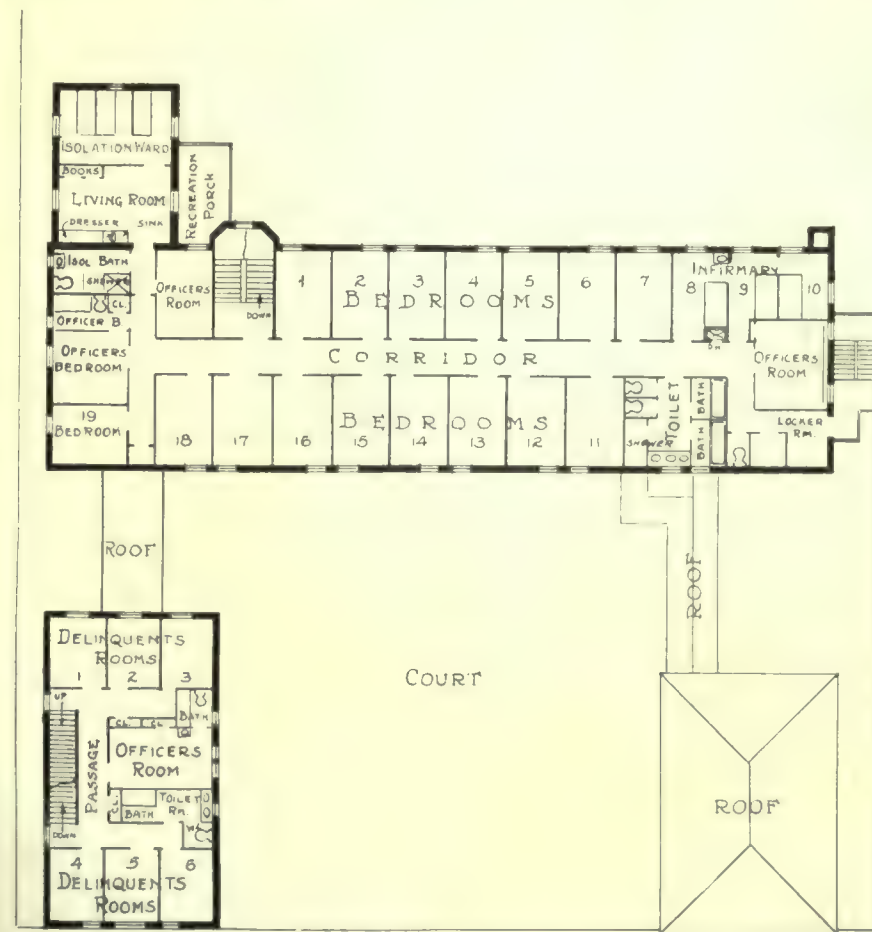 ISOLATION WARD
BOOKS
LIVING ROOM
DRESSER SINK
RECREATION
PORCH
ISOL BATH
SHOWER
CL.
OFFICER B
OFFICERS
BEDROOM
19
BEDROOM
OFFICERS
ROOM
DOWN
1 2 3 4 5 6 7 8 9 10
BEDROOMS
INFIRMARY
CORRIDOR
OFFICERS
ROOM
BEDROOMS
18 17 16 15 14 13 12 11
SHOWER
TOILET
BATH
BATH
LOCKER
RM.
ROOF
ROOF
DELINQUENTS
ROOMS
1 2 3
UP
BATH
CL. CL.
PASSAGE
OFFICERS
ROOM
CL.
BATH
TOILET
RM.
DOWN
4 5 6
DELINQUENTS
ROOMS
COURT
ROOF